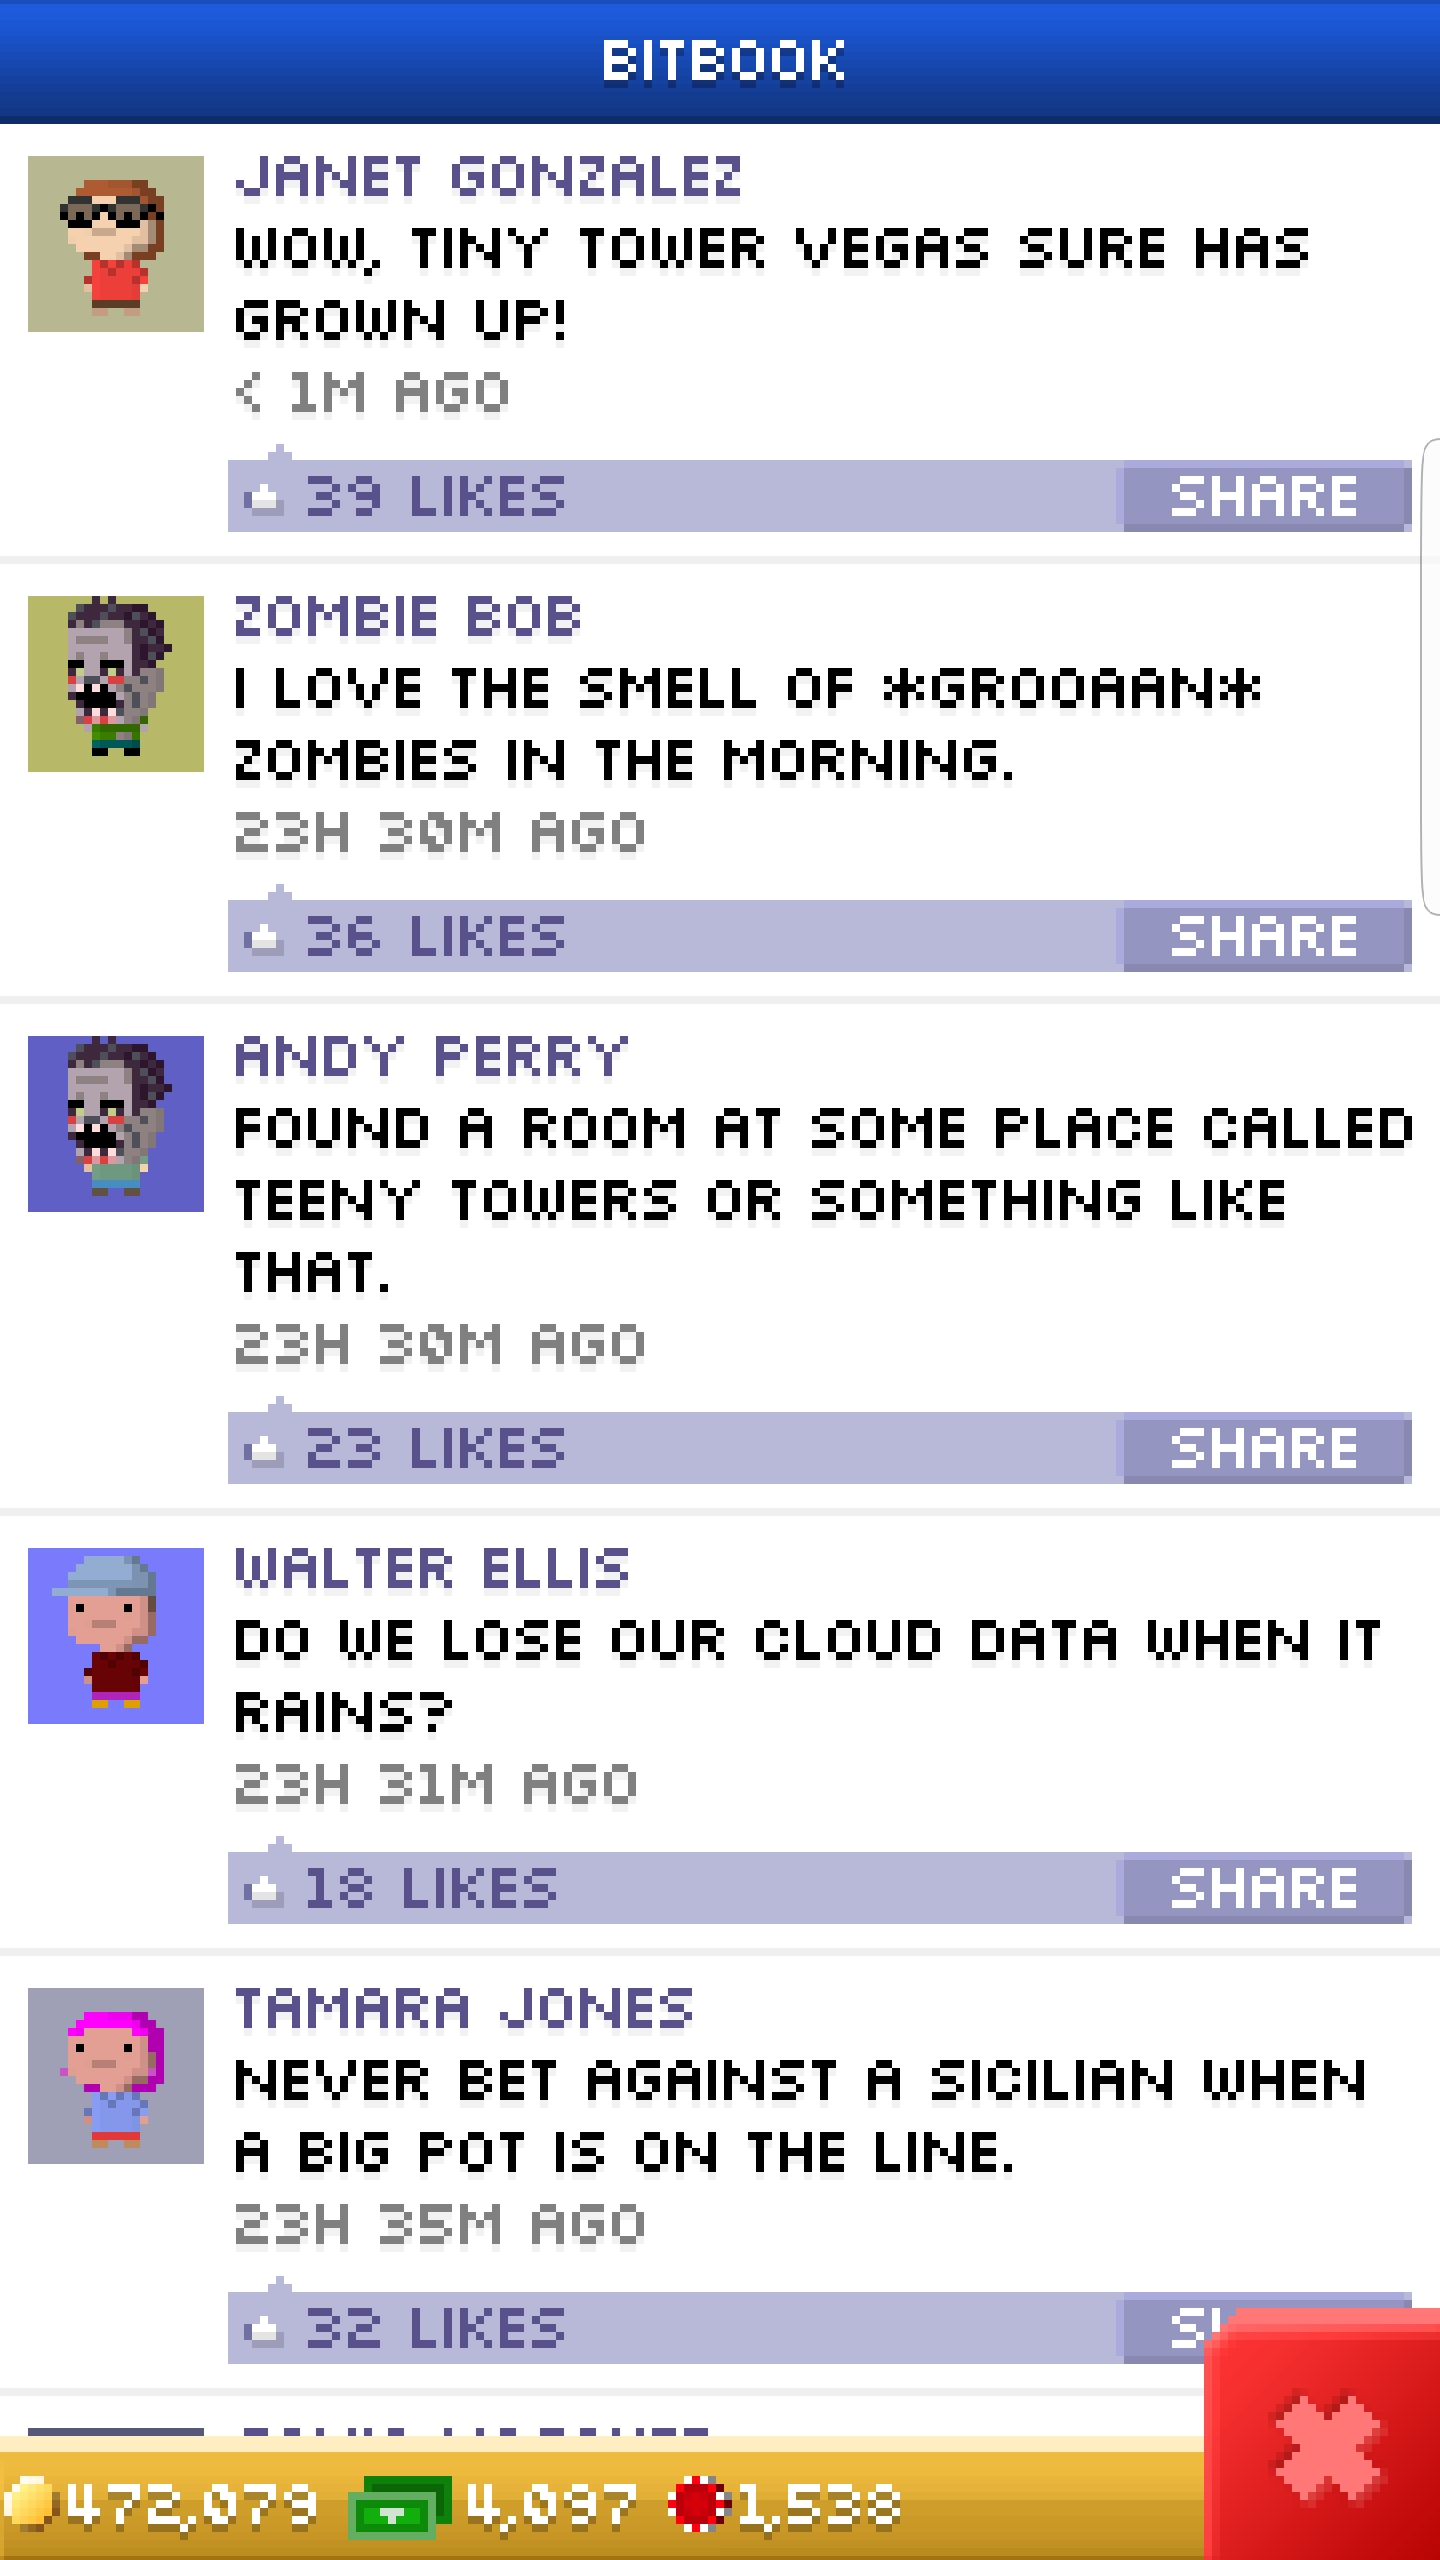 BITBOOK
JANET GONZALEZ
WOW, TINY TOWER VEGAS SURE HAS
GROWN UP!
< 1M AGO
39 LIKES SHARE
ZOMBIE BOB
I LOVE THE SMELL OF *GROOAAN*
ZOMBIES IN THE MORNING.
23H 30M AGO
36 LIKES SHARE
ANDY PERRY
FOUND A ROOM AT SOME PLACE CALLED
TEENY TOWERS OR SOMETHING LIKE
THAT.
23H 30M AGO
23 LIKES SHARE
WALTER ELLIS
DO WE LOSE OUR CLOUD DATA WHEN IT
RAINS?
23H 31M AGO
18 LIKES SHARE
TAMARA JONES
NEVER BET AGAINST A SICILIAN WHEN
A BIG POT IS ON THE LINE.
23H 35M AGO
32 LIKES
472,079 4,097 1,538